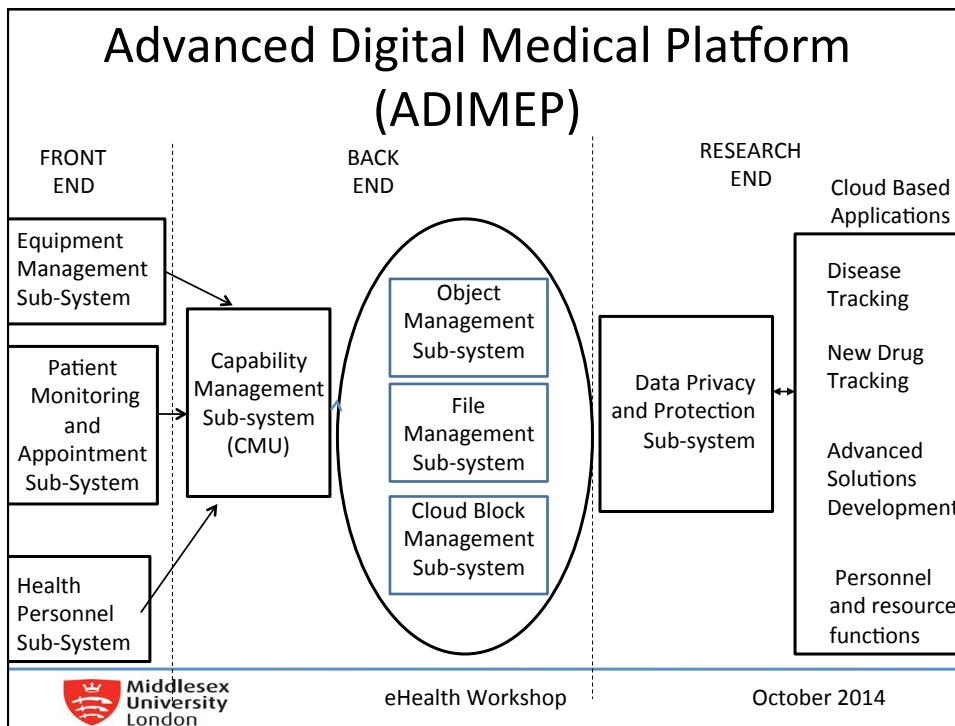 Advanced Digital Medical Platform
(ADIMEP)
FRONT
END
BACK
END
RESEARCH
END
Cloud Based
Applications
Equipment
Management
Sub-System
Patient
Monitoring
and
Appointment
Sub-System
Health
Personnel
Sub-System
Capability
Management
Sub-system
(CMU)
Object
Management
Sub-system
File
Management
Sub-system
Cloud Block
Management
Sub-system
Data Privacy
and Protection
Sub-system
Disease
Tracking
New Drug
Tracking
Advanced
Solutions
Development
Personnel
and resource
functions
Middlesex
University
London
eHealth Workshop
October 2014